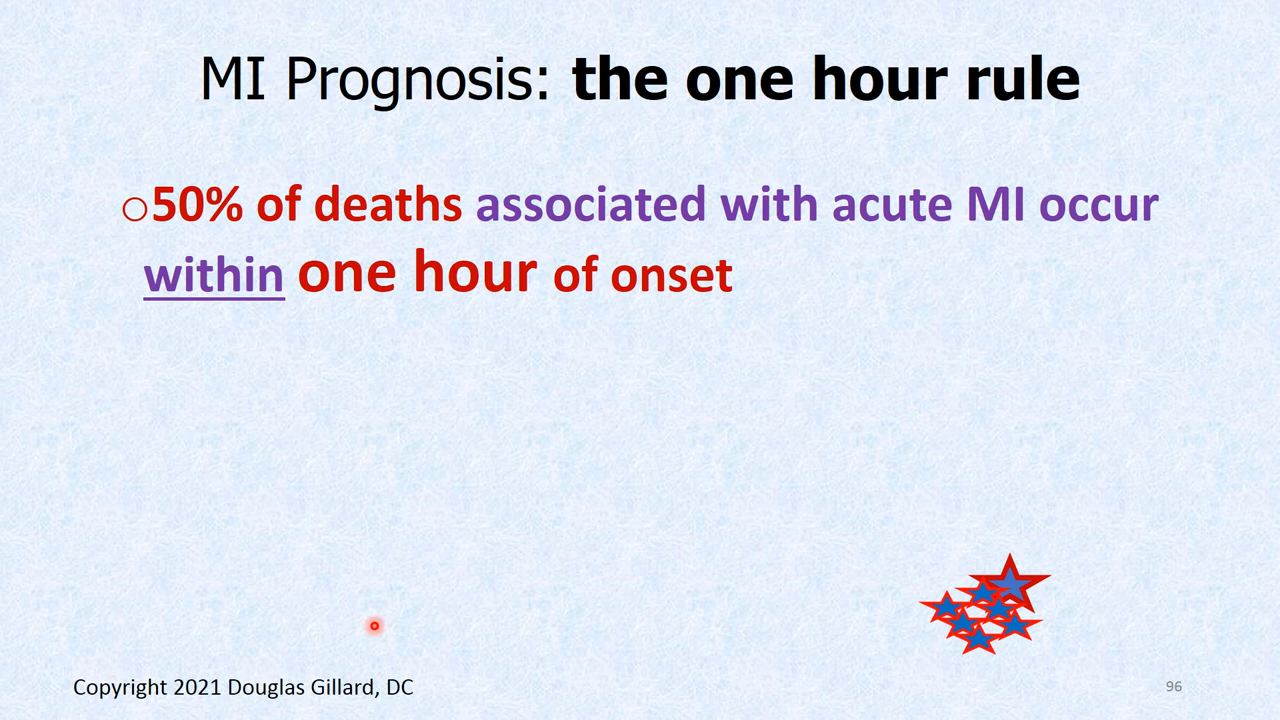 MI Prognosis: the one hour rule
○50% of deaths associated with acute MI occur
within one hour of onset
Copyright 2021 Douglas Gillard, DC
96